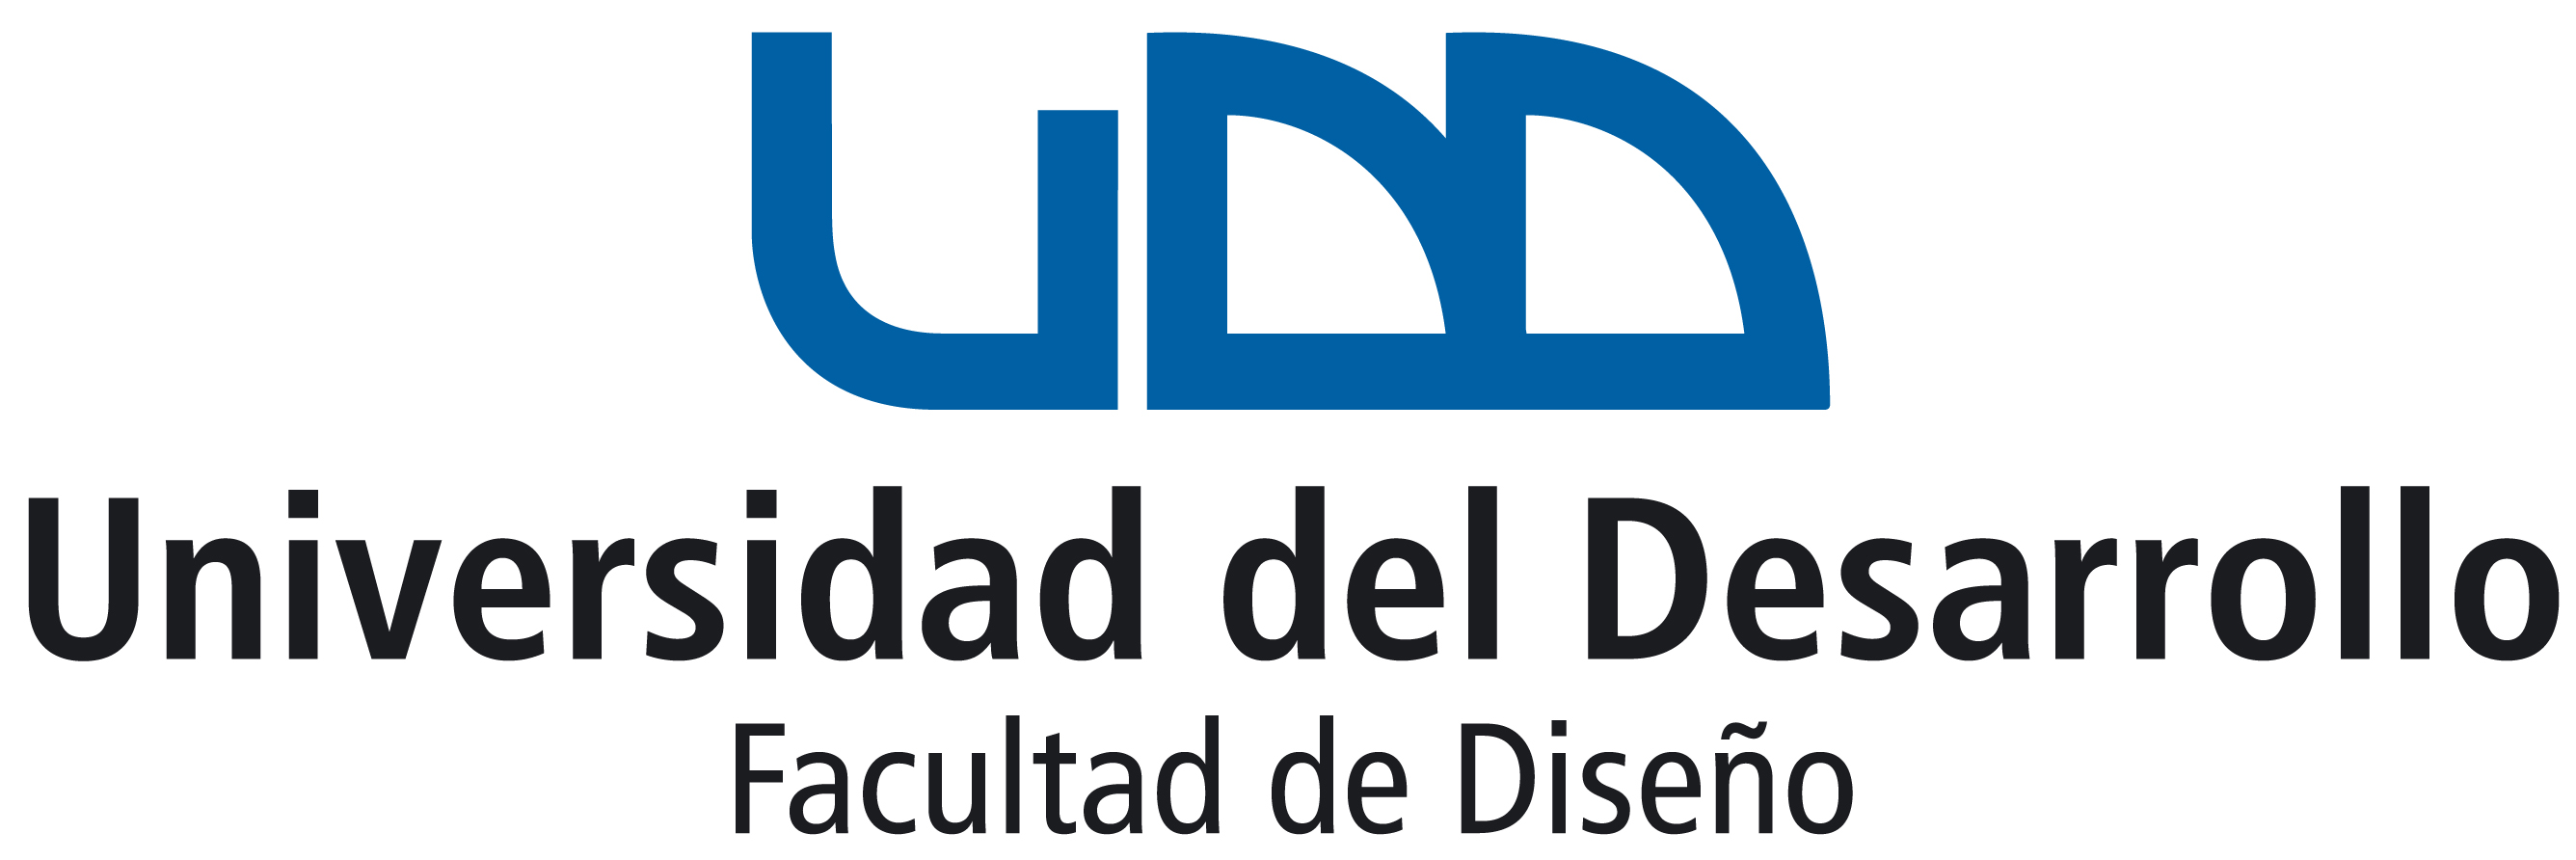 UDD
Universidad del Desarrollo
Facultad de Diseño